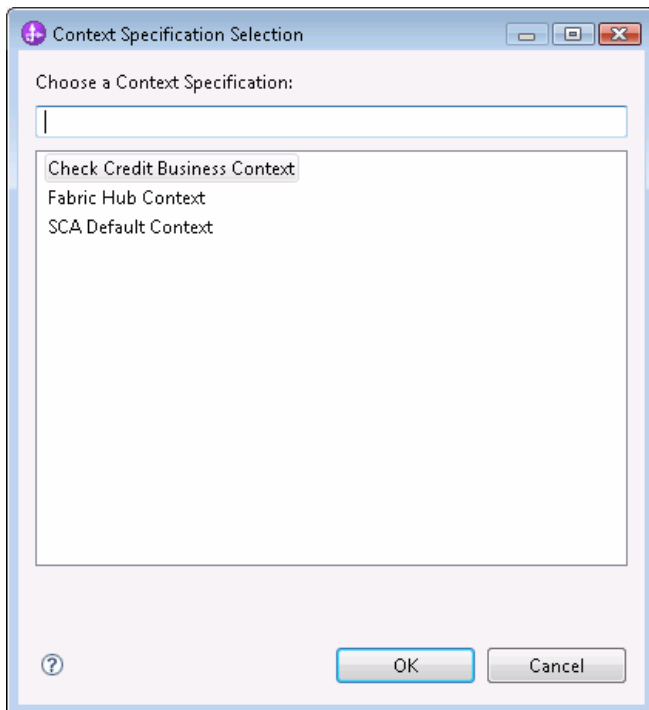 Context Specification Selection
Choose a Context Specification:
Check Credit Business Context
Fabric Hub Context
SCA Default Context
?
OK Cancel